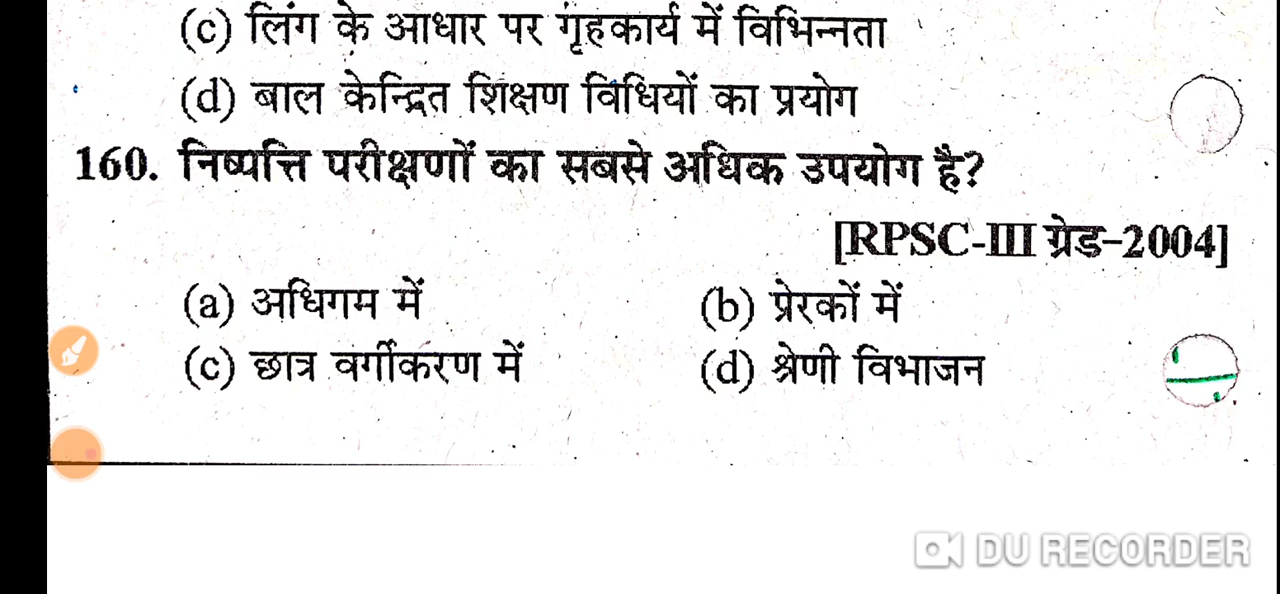 (c) लिंग के आधार पर गृहकार्य में विभिन्नता
(d) बाल केन्द्रित शिक्षण विधियों का प्रयोग
160. निष्पत्ति परीक्षणों का सबसे अधिक उपयोग है?
[RPSC-III ग्रेड-2004]
(a) अधिगम में (b) प्रेरकों में
(c) छात्र वर्गीकरण में (d) श्रेणी विभाजन
DU RECORDER